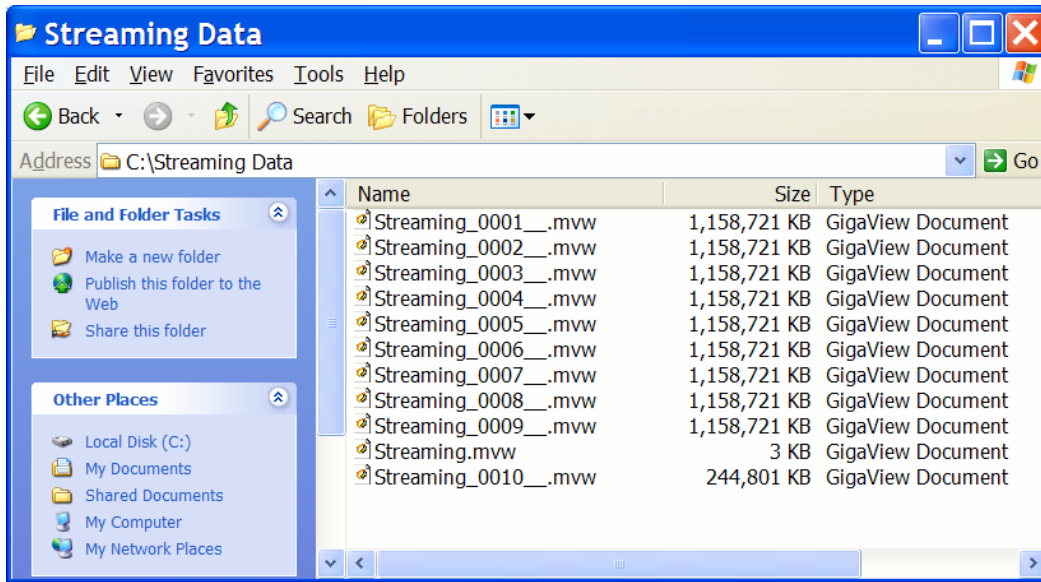 Streaming Data
File Edit View Favorites Tools Help
Back Search Folders
Address C:\Streaming Data Go
File and Folder Tasks
Make a new folder
Publish this folder to the
Web
Share this folder
Other Places
Local Disk (C:)
My Documents
Shared Documents
My Computer
My Network Places
Name Size Type
Streaming_0001__.mvw 1,158,721 KB GigaView Document
Streaming_0002__.mvw 1,158,721 KB GigaView Document
Streaming_0003__.mvw 1,158,721 KB GigaView Document
Streaming_0004__.mvw 1,158,721 KB GigaView Document
Streaming_0005__.mvw 1,158,721 KB GigaView Document
Streaming_0006__.mvw 1,158,721 KB GigaView Document
Streaming_0007__.mvw 1,158,721 KB GigaView Document
Streaming_0008__.mvw 1,158,721 KB GigaView Document
Streaming_0009__.mvw 1,158,721 KB GigaView Document
Streaming.mvw 3 KB GigaView Document
Streaming_0010__.mvw 244,801 KB GigaView Document